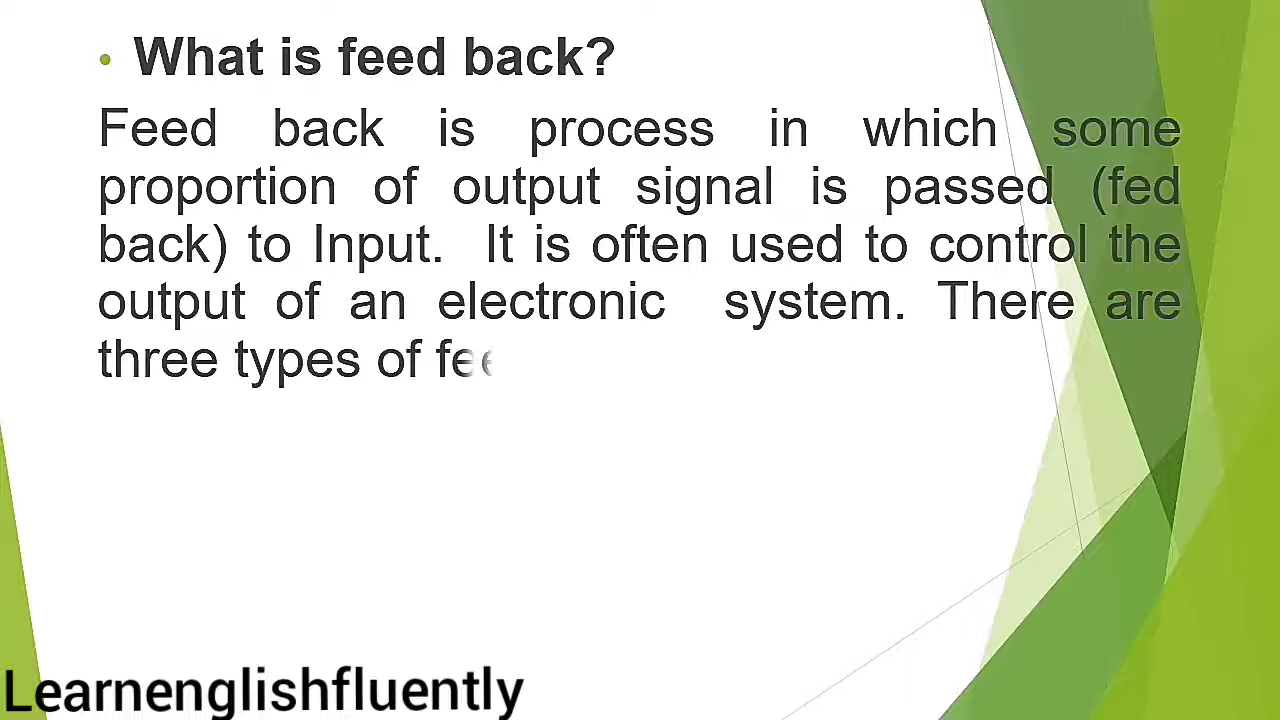 • What is feed back?
Feed back is process in which some
proportion of output signal is passed (fed
back) to Input. It is often used to control the
output of an electronic system. There are
three types of
Learnenglishfluently